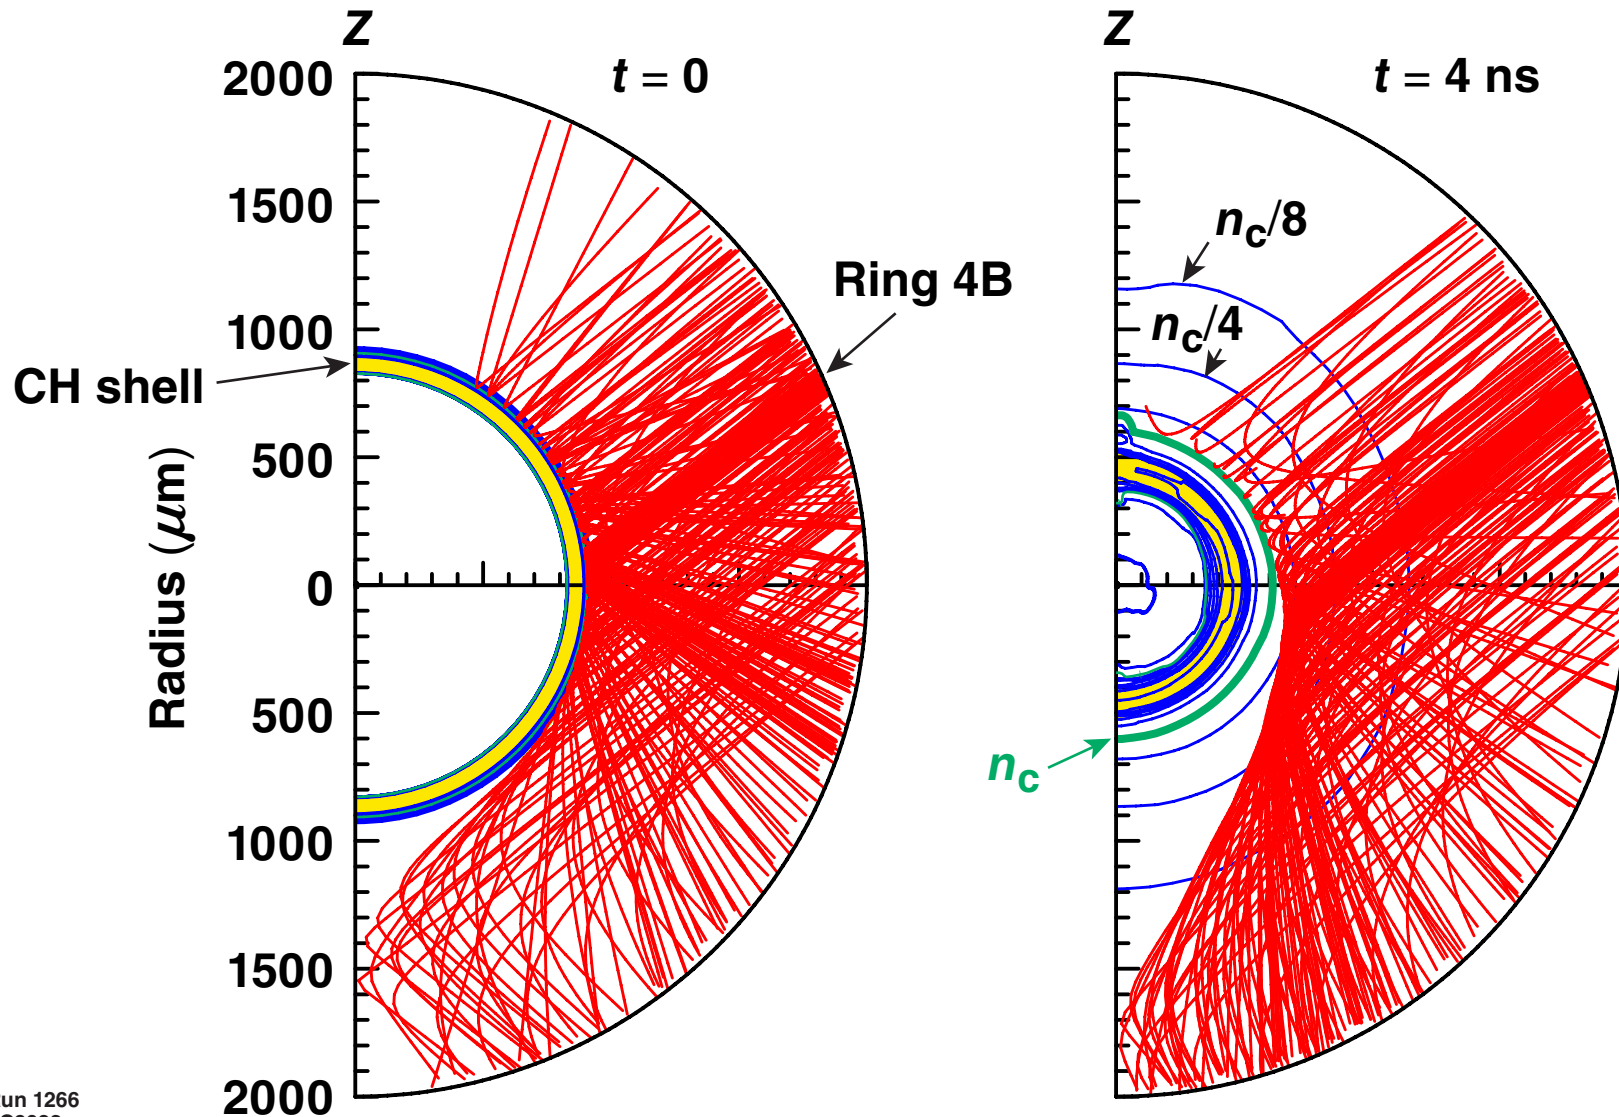 Z
t = 0
2000
1500
1000
500
0
500
1000
1500
2000
Radius (μm)
CH shell
Ring 4B
Z
t = 4 ns
nc/8
nc/4
nc
un 1266